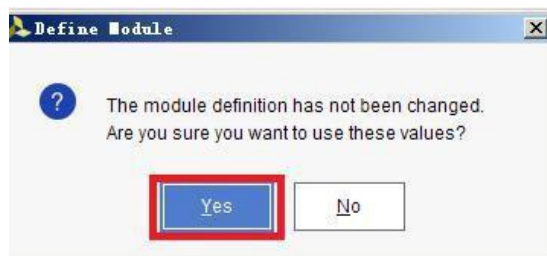 Define Module
The module definition has not been changed.
Are you sure you want to use these values?
Yes
No